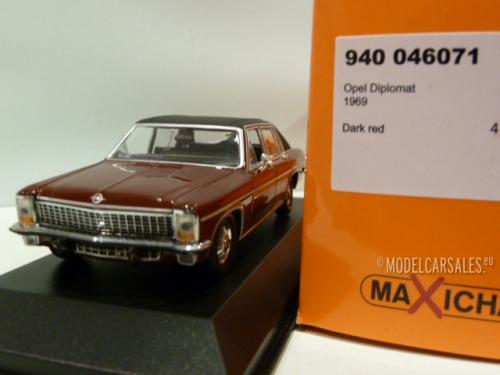 940 046071
Opel Diplomat
1969
Dark red
4
MODELCARSALES.eu
MAXICHA